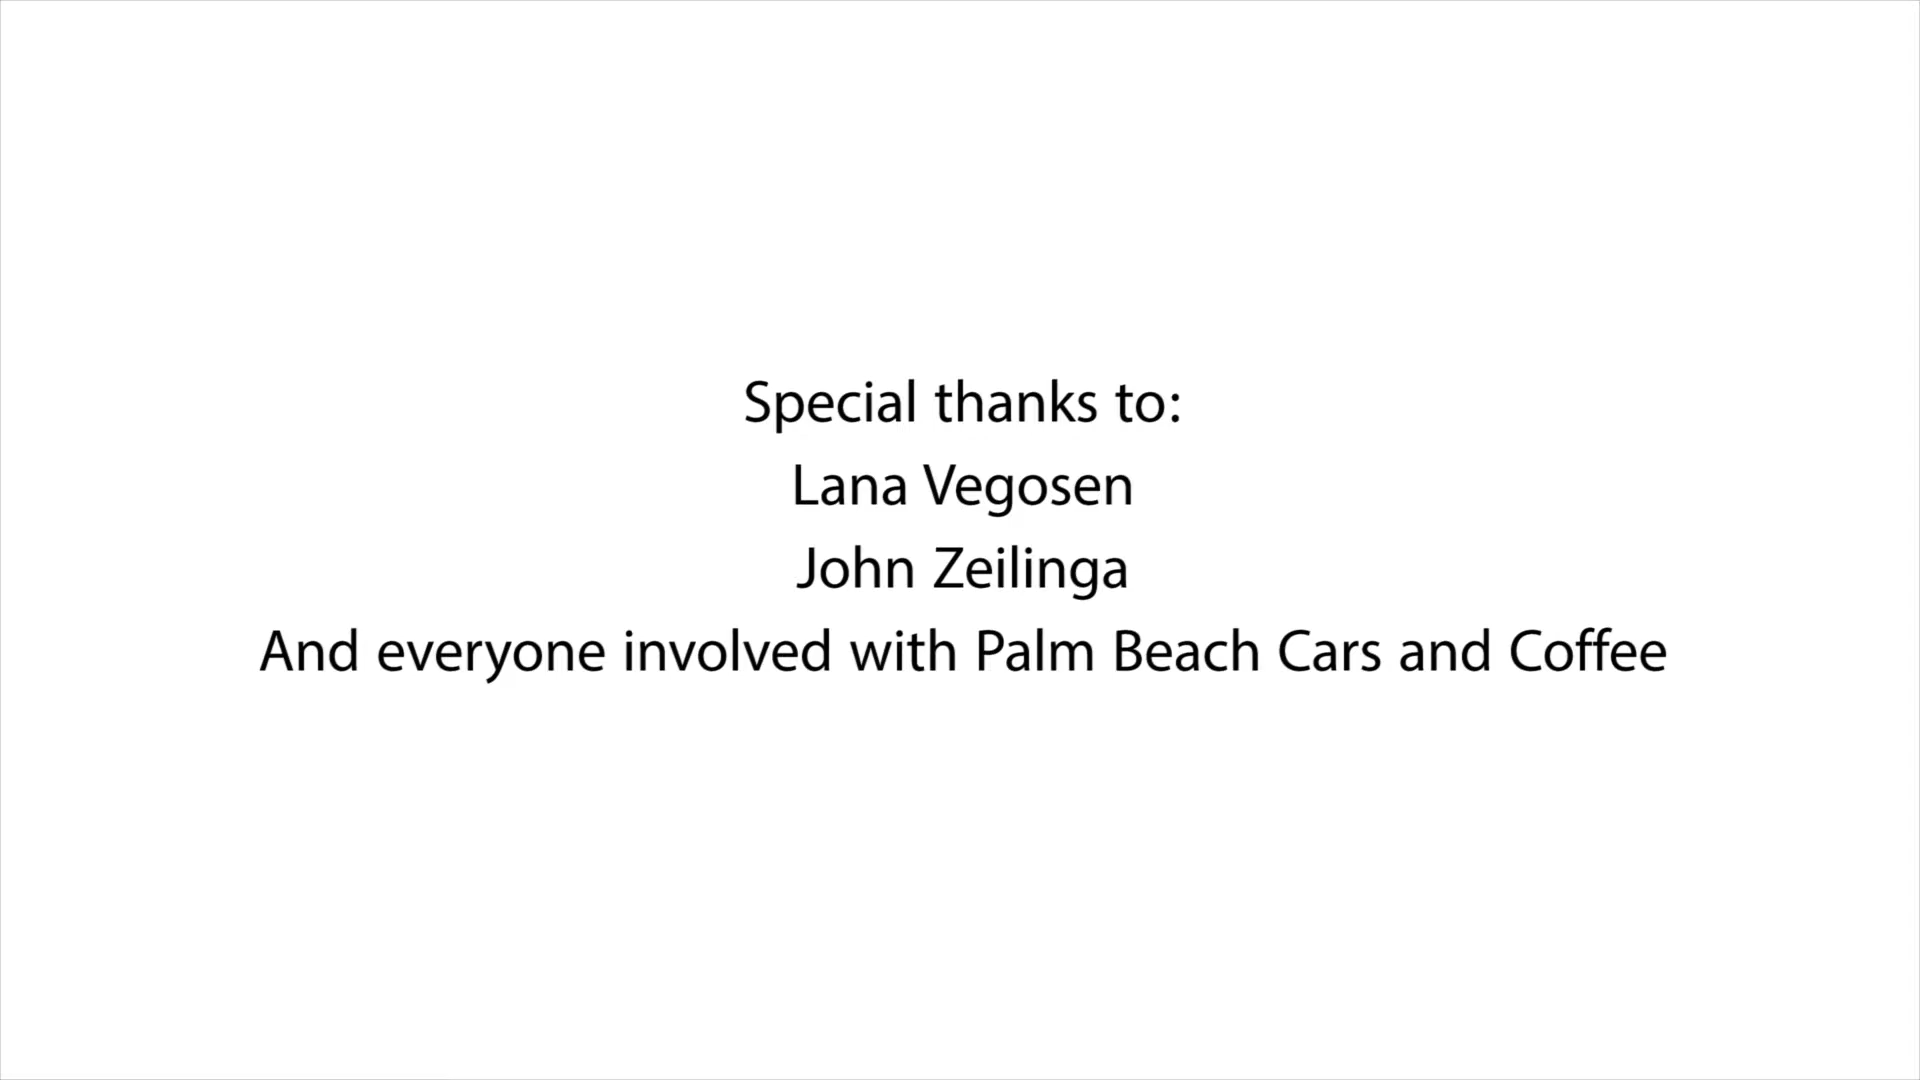 Special thanks to:
Lana Vegosen
John Zeilinga
And everyone involved with Palm Beach Cars and Coffee